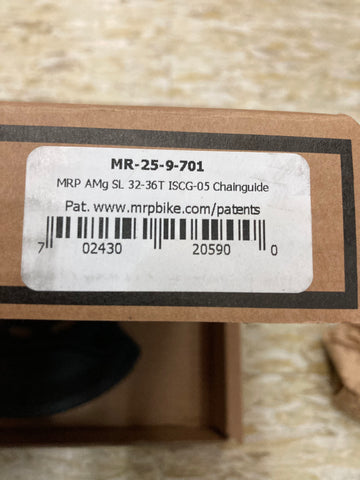 MR-25-9-701
MRP AMg SL 32-36T ISCG-05 Chainguide
Pat. www.mrpbike.com/patents
7 02430 20590 0